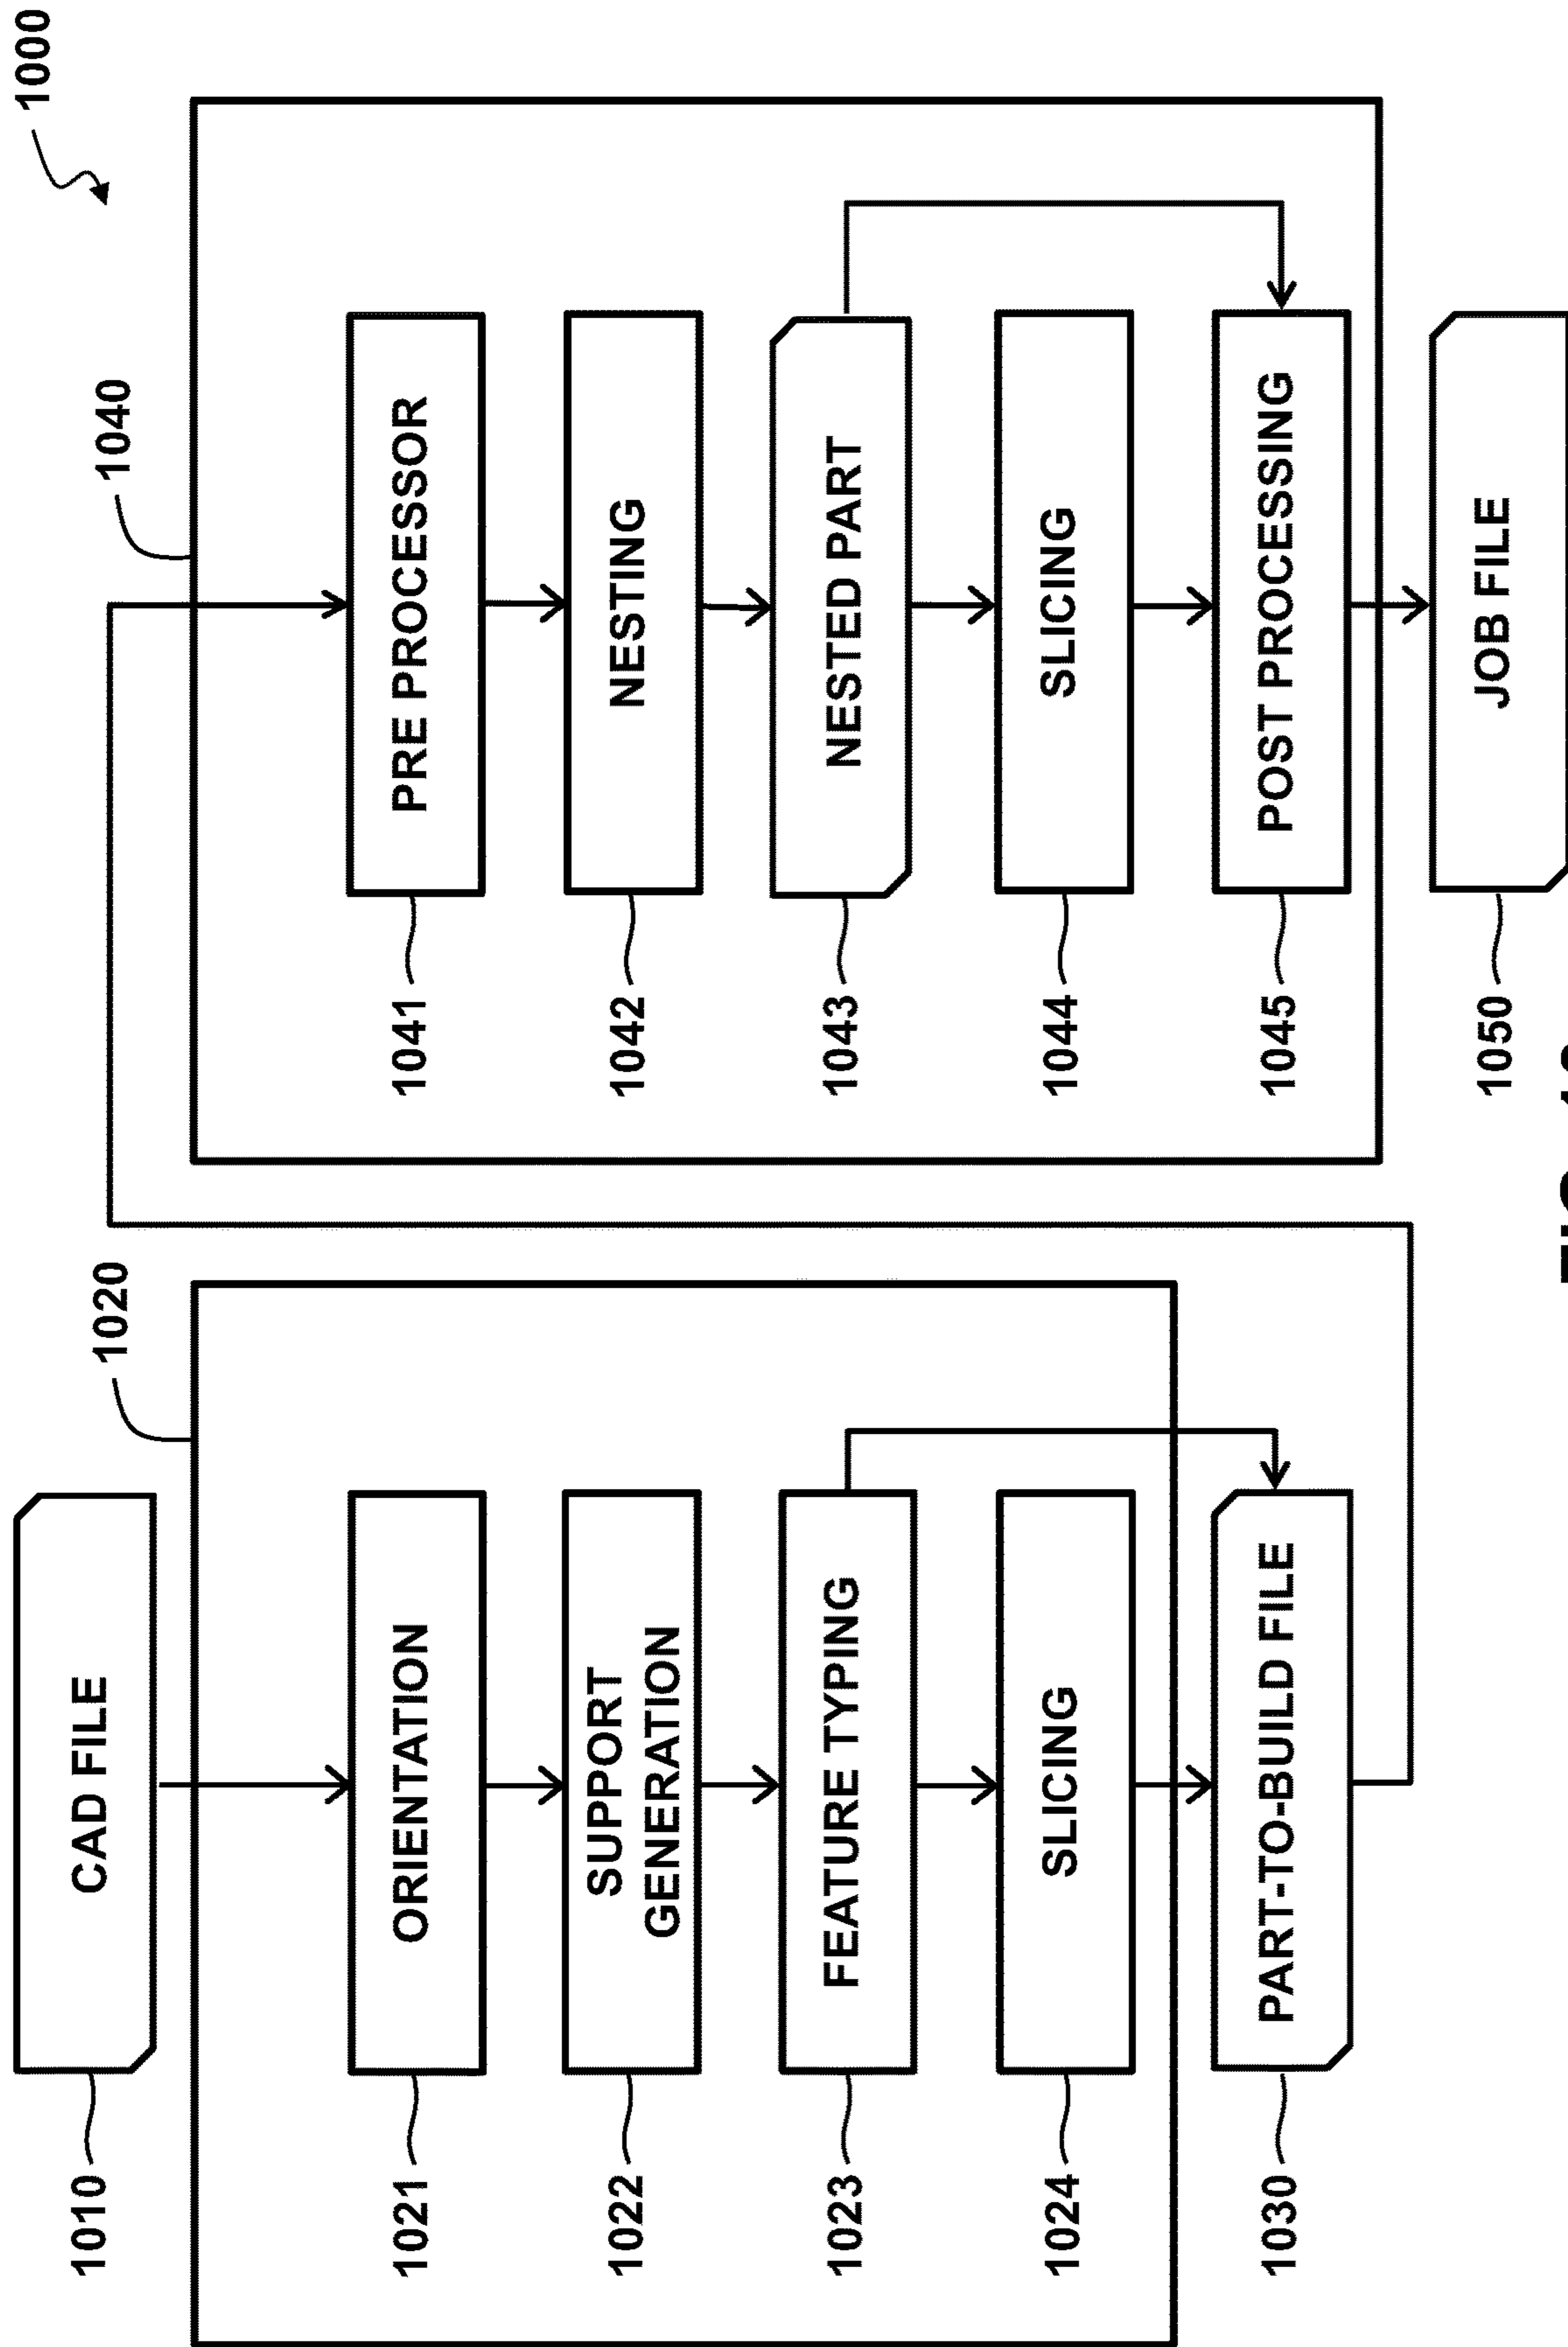 1000
1010
CAD FILE
1020
1021
ORIENTATION
1022
SUPPORT
GENERATION
1023
FEATURE TYPING
1024
SLICING
1030
PART-TO-BUILD FILE
1040
1041
PRE PROCESSOR
1042
NESTING
1043
NESTED PART
1044
SLICING
1045
POST PROCESSING
1050
JOB FILE